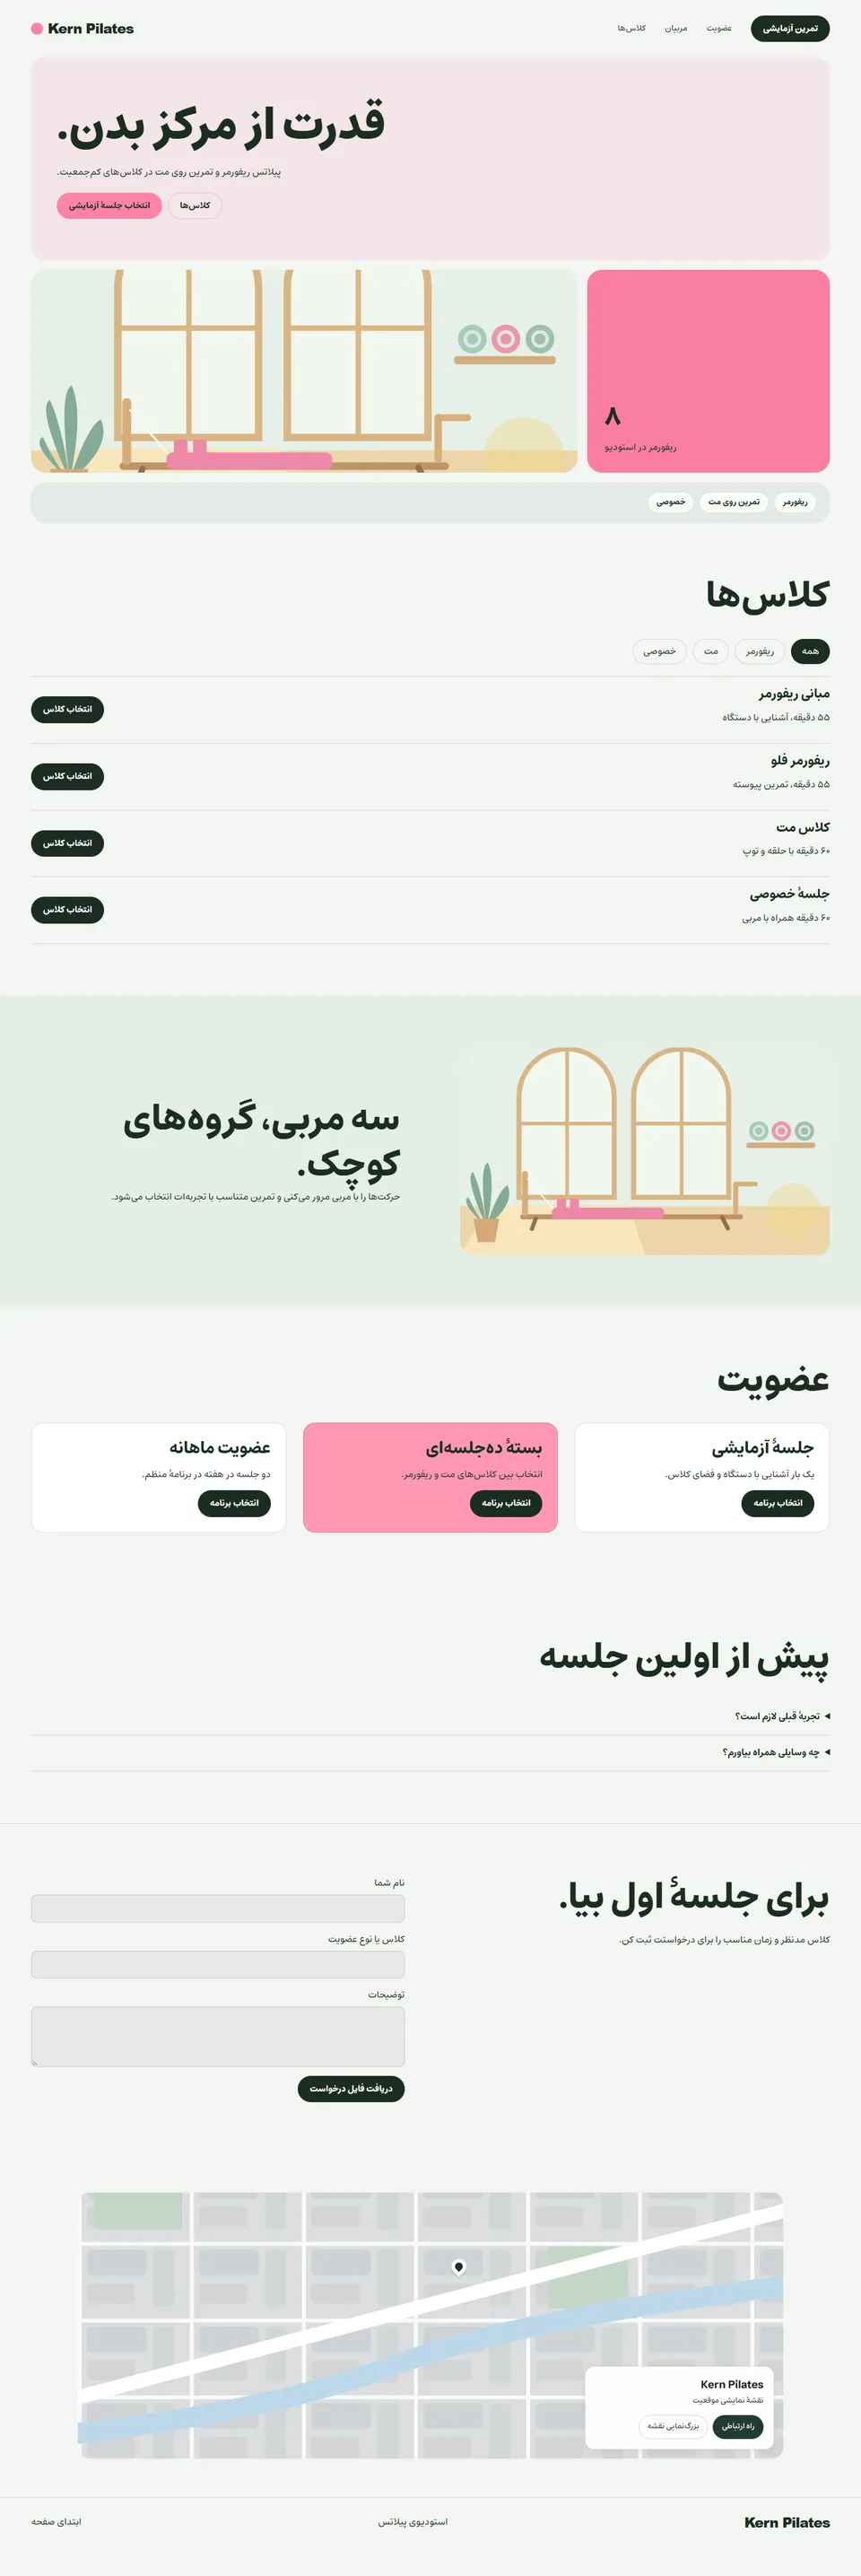 Kern Pilates
کلاس‌ها
مربیان
عضویت
تمرین آزمایشی
قدرت از مرکز بدن.
پیلاتس ریفورمر و تمرین روی مت در کلاس‌های کم‌جمعیت.
انتخاب جلسهٔ آزمایشی
کلاس‌ها
۸
ریفورمر در استودیو
ریفورمر
تمرین روی مت
خصوصی
کلاس‌ها
همه
ریفورمر
مت
خصوصی
مبانی ریفورمر
۵۵ دقیقه، آشنایی با دستگاه
انتخاب کلاس
ریفورمر فلو
۵۵ دقیقه، تمرین پیوسته
انتخاب کلاس
کلاس مت
۶۰ دقیقه با حلقه و توپ
انتخاب کلاس
جلسهٔ خصوصی
۶۰ دقیقه همراه با مربی
انتخاب کلاس
سه مربی، گروه‌های
کوچک.
حرکت‌ها را با مربی مرور می‌کنی و تمرین متناسب با تجربه‌ات انتخاب می‌شود.
عضویت
جلسهٔ آزمایشی
یک بار آشنایی با دستگاه و فضای کلاس.
انتخاب برنامه
بستهٔ ده‌جلسه‌ای
انتخاب بین کلاس‌های مت و ریفورمر.
انتخاب برنامه
عضویت ماهانه
دو جلسه در هفته در برنامهٔ منظم.
انتخاب برنامه
پیش از اولین جلسه
تجربهٔ قبلی لازم است؟
چه وسایلی همراه بیاورم؟
برای جلسهٔ اول بیا.
کلاس مدنظر و زمان مناسب را برای درخواستت ثبت کن.
نام شما
کلاس یا نوع عضویت
توضیحات
دریافت فایل درخواست
Kern Pilates
نقشهٔ نمایشی موقعیت
راه ارتباطی
بزرگ‌نمایی نقشه
Kern Pilates
استودیوی پیلاتس
ابتدای صفحه